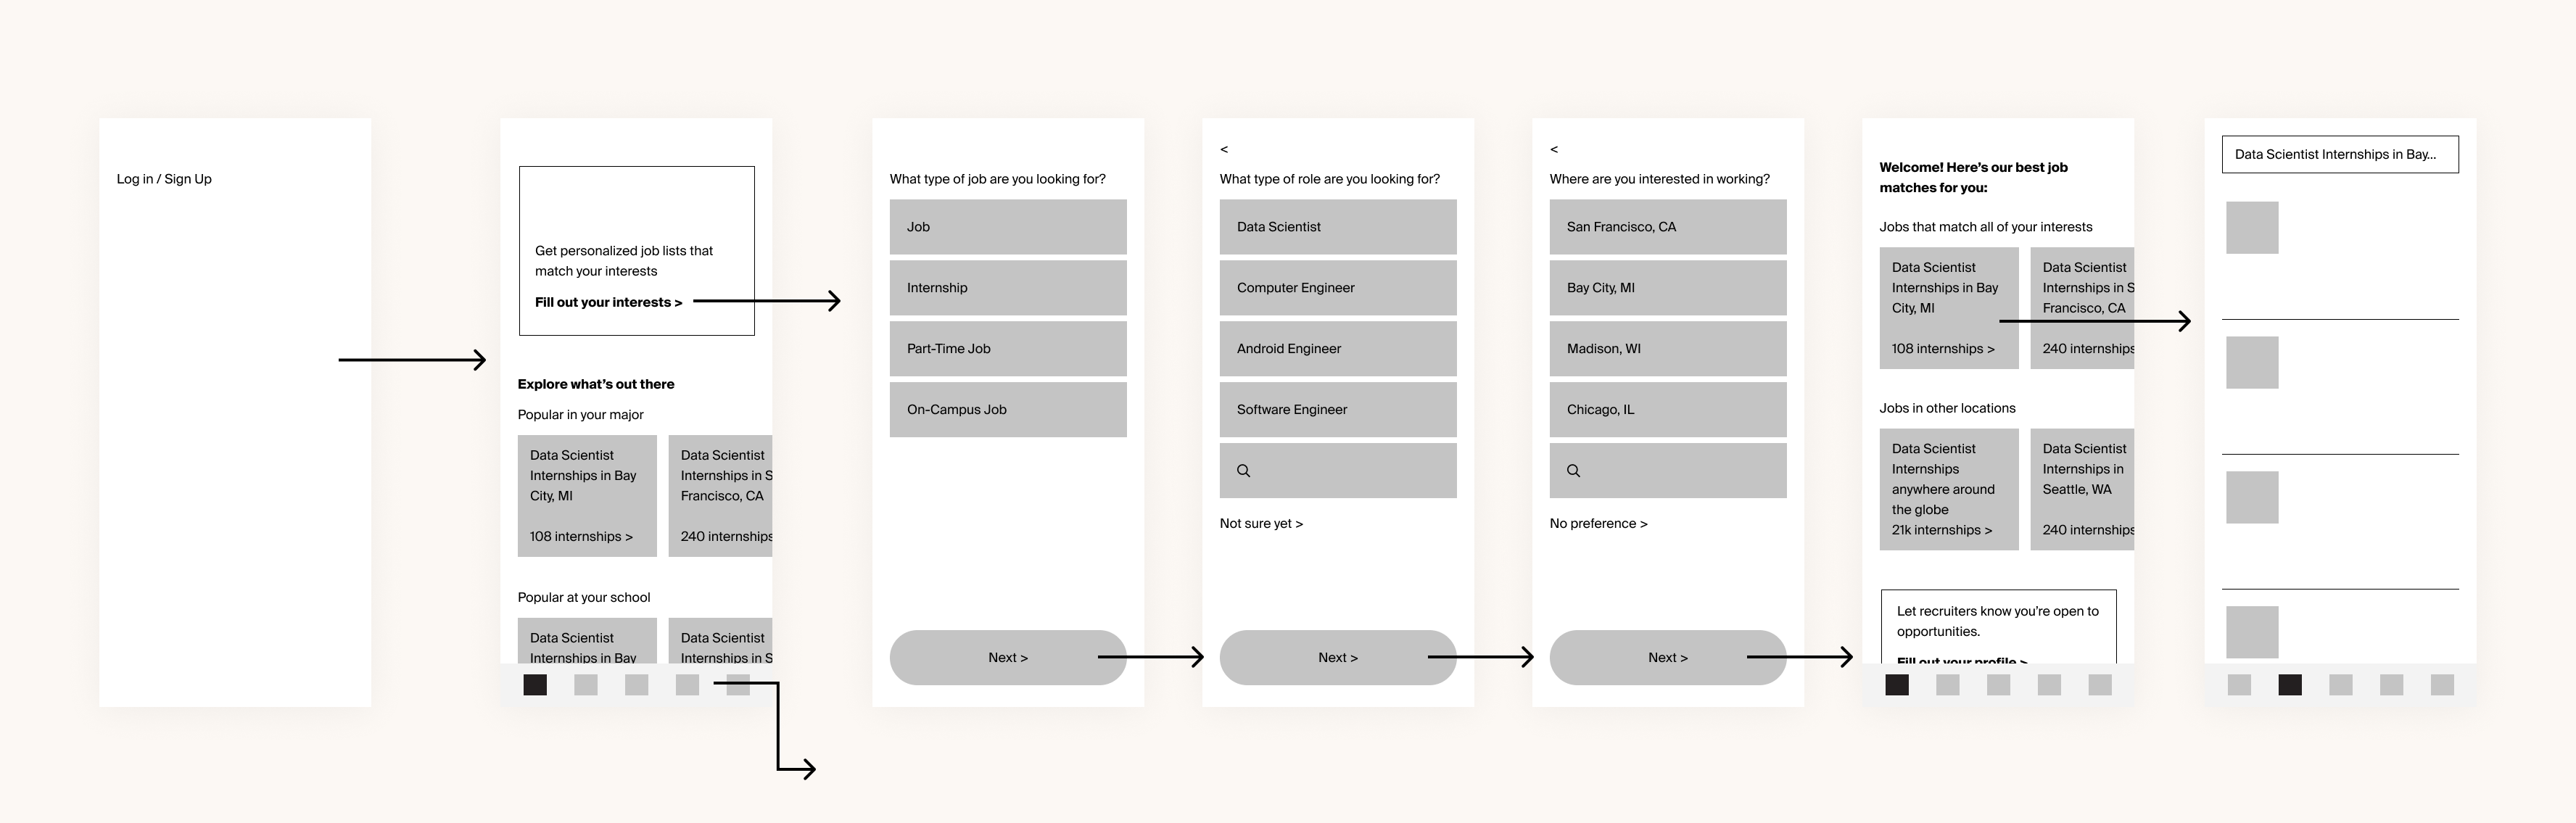 Log in / Sign Up
Get personalized job lists that
match your interests
Fill out your interests >
Explore what's out there
Popular in your major
Data Scientist
Internships in Bay
City, MI
108 internships >
Data Scientist
Internships in S
Francisco, CA
240 internships
Popular at your school
Data Scientist
Internships in Bay
Data Scientist
Internships in S
What type of job are you looking for?
Job
Internship
Part-Time Job
On-Campus Job
Next >
<
What type of role are you looking for?
Data Scientist
Computer Engineer
Android Engineer
Software Engineer
Not sure yet >
Next >
<
Where are you interested in working?
San Francisco, CA
Bay City, MI
Madison, WI
Chicago, IL
No preference >
Next >
Welcome! Here's our best job
matches for you:
Jobs that match all of your interests
Data Scientist
Internships in Bay
City, MI
108 internships >
Data Scientist
Internships in S
Francisco, CA
240 internships
Jobs in other locations
Data Scientist
Internships
anywhere around
the globe
21k internships >
Data Scientist
Internships in
Seattle, WA
240 internships
Let recruiters know you're open to
opportunities.
Fill out your profile >
Data Scientist Internships in Bay...